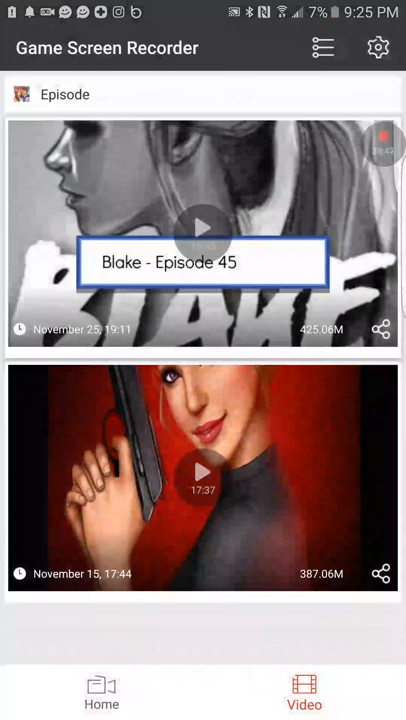 7% 9:25 PM
Game Screen Recorder
Episode
Blake - Episode 45
BLAKE
November 25, 19:11
425.06M
17:37
November 15, 17:44
387.06M
Home
Video